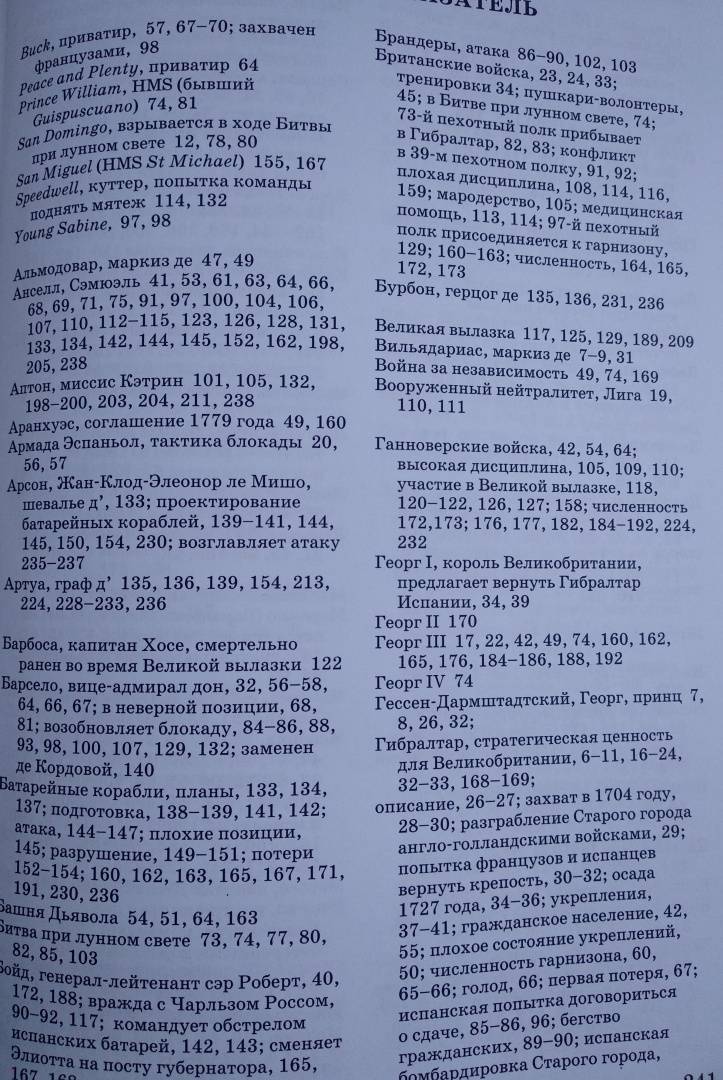 ЗАТЕЛЬ
Buck, приватир, 57, 67–70; захвачен
французами, 98
Peace and Plenty, приватир 64
Prince William, HMS (бывший
Guispuscuano) 74, 81
San Domingo, взрывается в ходе Битвы
при лунном свете 12, 78, 80
San Miguel (HMS St Michael) 155, 167
Speedwell, куттер, попытка команды
поднять мятеж 114, 132
Young Sabine, 97, 98
Альмодовар, маркиз де 47, 49
Анселл, Сэмюэль 41, 53, 61, 63, 64, 66,
68, 69, 71, 75, 91, 97, 100, 104, 106,
107, 110, 112–115, 123, 126, 128, 131,
133, 134, 142, 144, 145, 152, 162, 198,
205, 238
Аптон, миссис Кэтрин 101, 105, 132,
198–200, 203, 204, 211, 238
Аранхуэс, соглашение 1779 года 49, 160
Армада Эспаньол, тактика блокады 20,
56, 57
Арсон, Жан-Клод-Элеонор ле Мишо,
шевалье д’, 133; проектирование
батарейных кораблей, 139–141, 144,
145, 150, 154, 230; возглавляет атаку
235–237
Артуа, граф д’ 135, 136, 139, 154, 213,
224, 228–233, 236
Барбоса, капитан Хосе, смертельно
ранен во время Великой вылазки 122
Барсело, вице-адмирал дон, 32, 56–58,
64, 66, 67; в неверной позиции, 68,
81; возобновляет блокаду, 84–86, 88,
93, 98, 100, 107, 129, 132; заменен
де Кордовой, 140
Батарейные корабли, планы, 133, 134,
137; подготовка, 138–139, 141, 142;
атака, 144–147; плохие позиции,
145; разрушение, 149–151; потери
152–154; 160, 162, 163, 165, 167, 171,
191, 230, 236
Башня Дьявола 54, 51, 64, 163
Битва при лунном свете 73, 74, 77, 80,
82, 85, 103
Бойд, генерал-лейтенант сэр Роберт, 40,
172, 188; вражда с Чарльзом Россом,
90–92, 117; командует обстрелом
испанских батарей, 142, 143; сменяет
Элиотта на посту губернатора, 165,
167, 168
Брандеры, атака 86–90, 102, 103
Британские войска, 23, 24, 33;
тренировки 34; пушкари-волонтеры,
45; в Битве при лунном свете, 74;
73-й пехотный полк прибывает
в Гибралтар, 82, 83; конфликт
в 39-м пехотном полку, 91, 92;
плохая дисциплина, 108, 114, 116,
159; мародерство, 105; медицинская
помощь, 113, 114; 97-й пехотный
полк присоединяется к гарнизону,
129; 160–163; численность, 164, 165,
172, 173
Бурбон, герцог де 135, 136, 231, 236
Великая вылазка 117, 125, 129, 189, 209
Вильядариас, маркиз де 7–9, 31
Война за независимость 49, 74, 169
Вооруженный нейтралитет, Лига 19,
110, 111
Ганноверские войска, 42, 54, 64;
высокая дисциплина, 105, 109, 110;
участие в Великой вылазке, 118,
120–122, 126, 127; 158; численность
172,173; 176, 177, 182, 184–192, 224,
232
Георг I, король Великобритании,
предлагает вернуть Гибралтар
Испании, 34, 39
Георг II 170
Георг III 17, 22, 42, 49, 74, 160, 162,
165, 176, 184–186, 188, 192
Георг IV 74
Гессен-Дармштадтский, Георг, принц 7,
8, 26, 32;
Гибралтар, стратегическая ценность
для Великобритании, 6–11, 16–24,
32–33, 168–169;
описание, 26–27; захват в 1704 году,
28–30; разграбление Старого города
англо-голландскими войсками, 29;
попытка французов и испанцев
вернуть крепость, 30–32; осада
1727 года, 34–36; укрепления,
37–41; гражданское население, 42,
55; плохое состояние укреплений,
50; численность гарнизона, 60,
65–66; голод, 66; первая потеря, 67;
испанская попытка договориться
о сдаче, 85–86, 96; бегство
гражданских, 89–90; испанская
бомбардировка Старого города,
241